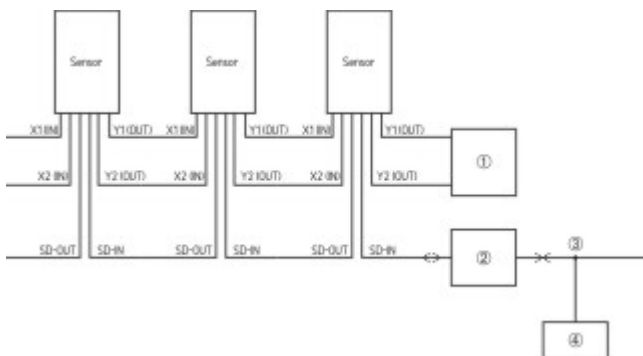 Sensor Sensor Sensor
X1(IN) Y1(OUT) X1(IN) Y1(OUT) X1(IN) Y1(OUT)
①
X2 (IN) Y2 (OUT) X2 (IN) Y2 (OUT) X2 (IN) Y2 (OUT)
SD-OUT SD-IN SD-OUT SD-IN SD-OUT SD-IN
③
②
④